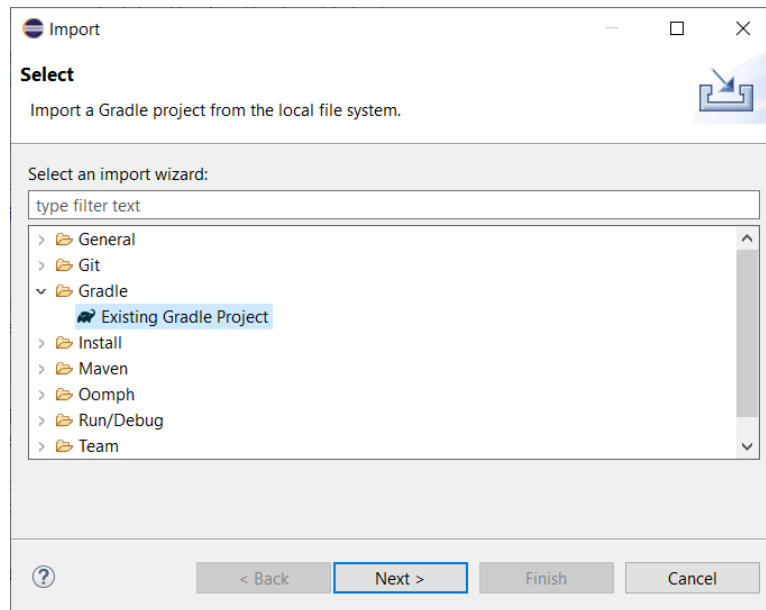 Import
Select
Import a Gradle project from the local file system.
Select an import wizard:
type filter text
General
Git
Gradle
Existing Gradle Project
Install
Maven
Oomph
Run/Debug
Team
? < Back Next > Finish Cancel